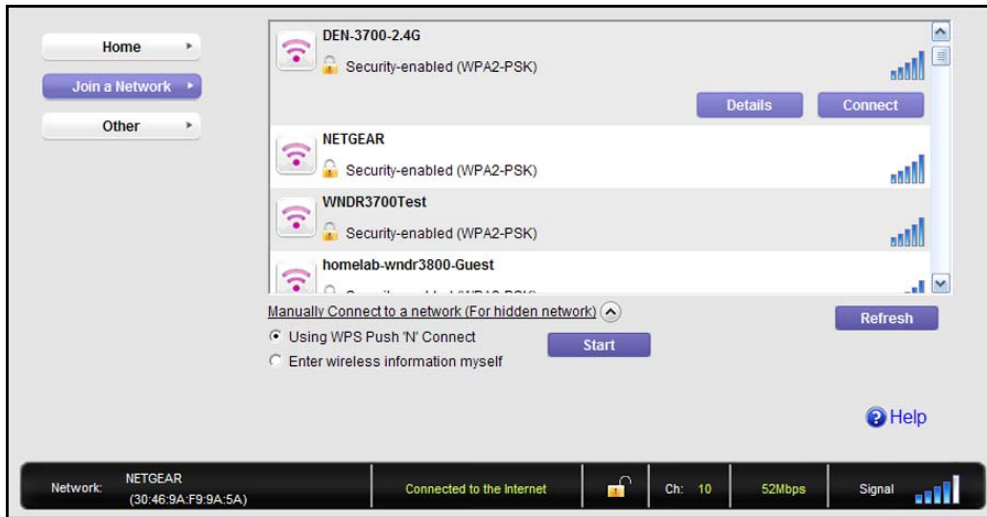 Home
Join a Network
Other
DEN-3700-2.4G
Security-enabled (WPA2-PSK)
Details
Connect
NETGEAR
Security-enabled (WPA2-PSK)
WNDR3700Test
Security-enabled (WPA2-PSK)
homelab-wndr3800-Guest
Manually Connect to a network (For hidden network)
Refresh
Using WPS Push 'N' Connect
Start
Enter wireless information myself
Help
Network: NETGEAR
(30:46:9A:F9:9A:5A)
Connected to the Internet
Ch: 10
52Mbps
Signal